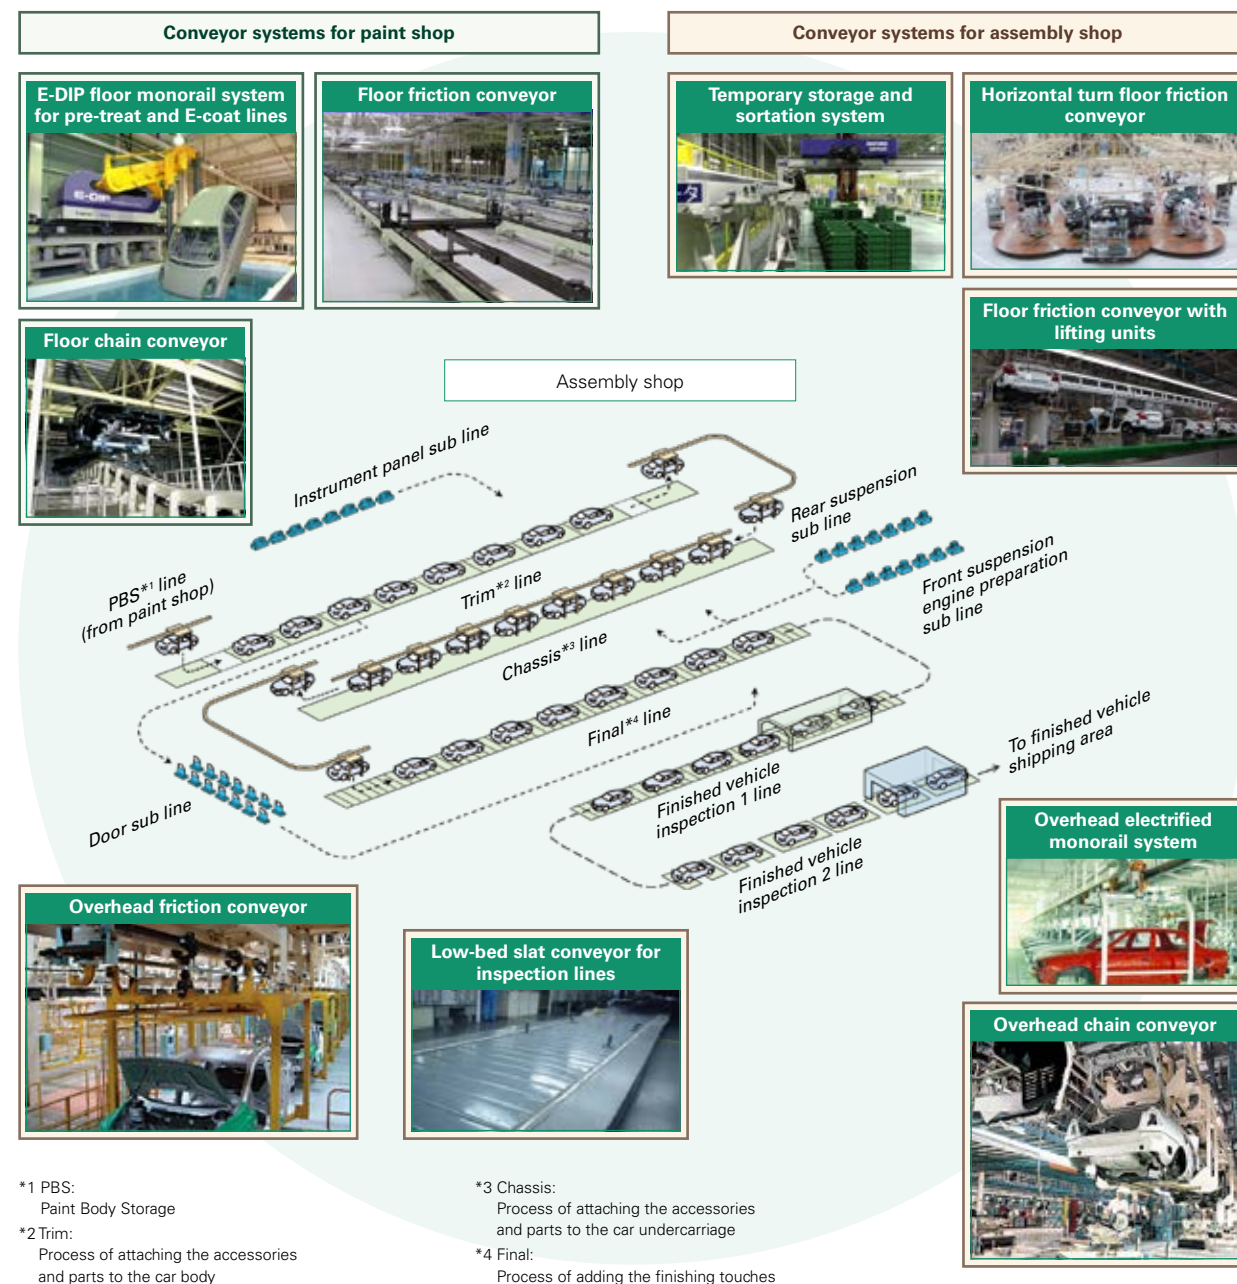 Conveyor systems for paint shop
Conveyor systems for assembly shop
E-DIP floor monorail system
for pre-treat and E-coat lines
E-DIP
Floor friction conveyor
Temporary storage and
sortation system
Horizontal turn floor friction
conveyor
Floor chain conveyor
Floor friction conveyor with
lifting units
Assembly shop
Instrument panel sub line
Rear suspension
sub line
Front suspension
engine preparation
sub line
PBS*1 line
(from paint shop)
Trim*2 line
Chassis*3 line
Final*4 line
Door sub line
Finished vehicle
inspection 1 line
Finished vehicle
inspection 2 line
To finished vehicle
shipping area
Overhead electrified
monorail system
Overhead friction conveyor
Low-bed slat conveyor for
inspection lines
Overhead chain conveyor
*1 PBS:
Paint Body Storage
*2 Trim:
Process of attaching the accessories
and parts to the car body
*3 Chassis:
Process of attaching the accessories
and parts to the car undercarriage
*4 Final:
Process of adding the finishing touches